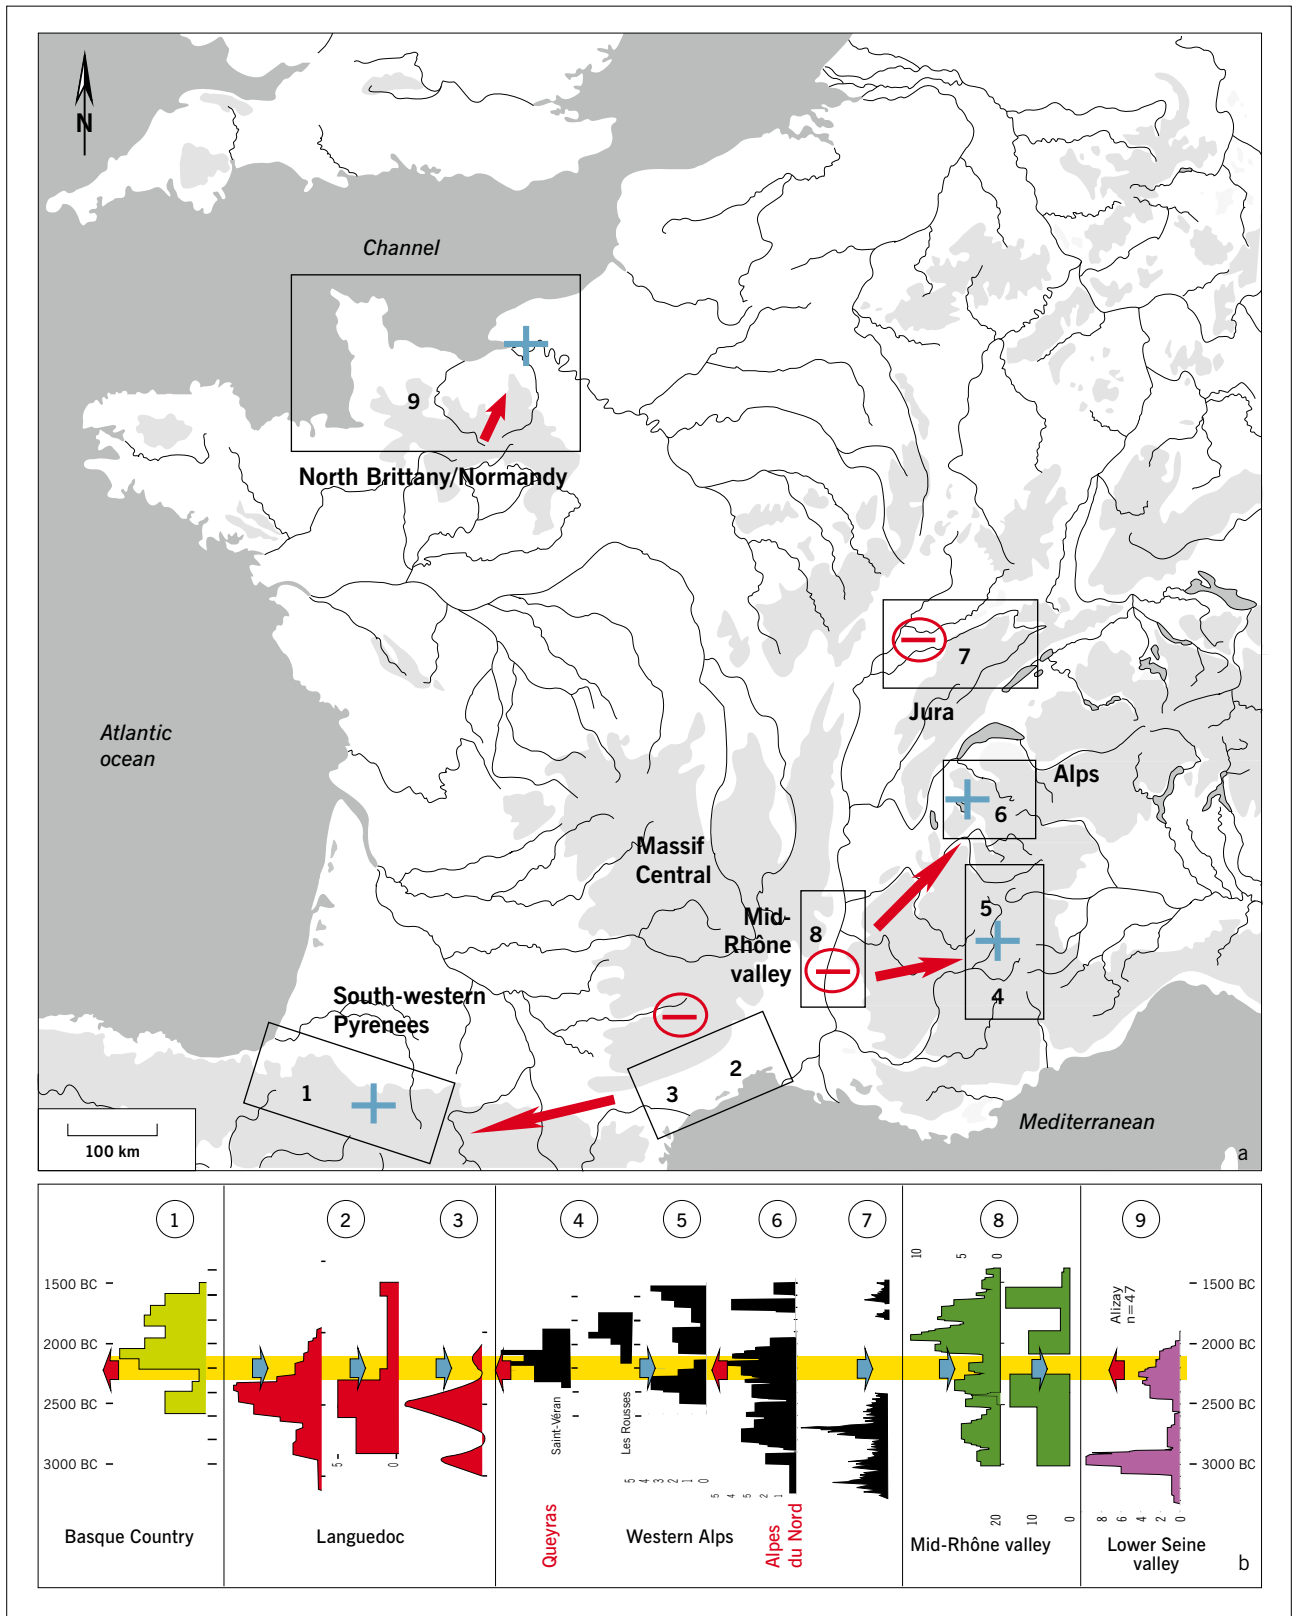 N
Channel
9
North Brittany/Normandy
7
Jura
Atlantic
ocean
Alps
6
Massif
Central
5
Mid-
Rhône
valley
8
4
South-western
Pyrenees
1
2
3
Mediterranean
100 km
a
1
2
3
4
5
6
7
8
9
10
5
0
1500 BC
2000 BC
2500 BC
3000 BC
Alizay
n=47
1500 BC
2000 BC
2500 BC
3000 BC
Saint-Véran
Les Rousses
5
0
5 4 3 2 1 0
5 4 5 2 1
20 10 0
8 6 4 2 0
Basque Country
Languedoc
Queyras
Western Alps
Alpes
du Nord
Mid-Rhône valley
Lower Seine
valley
b